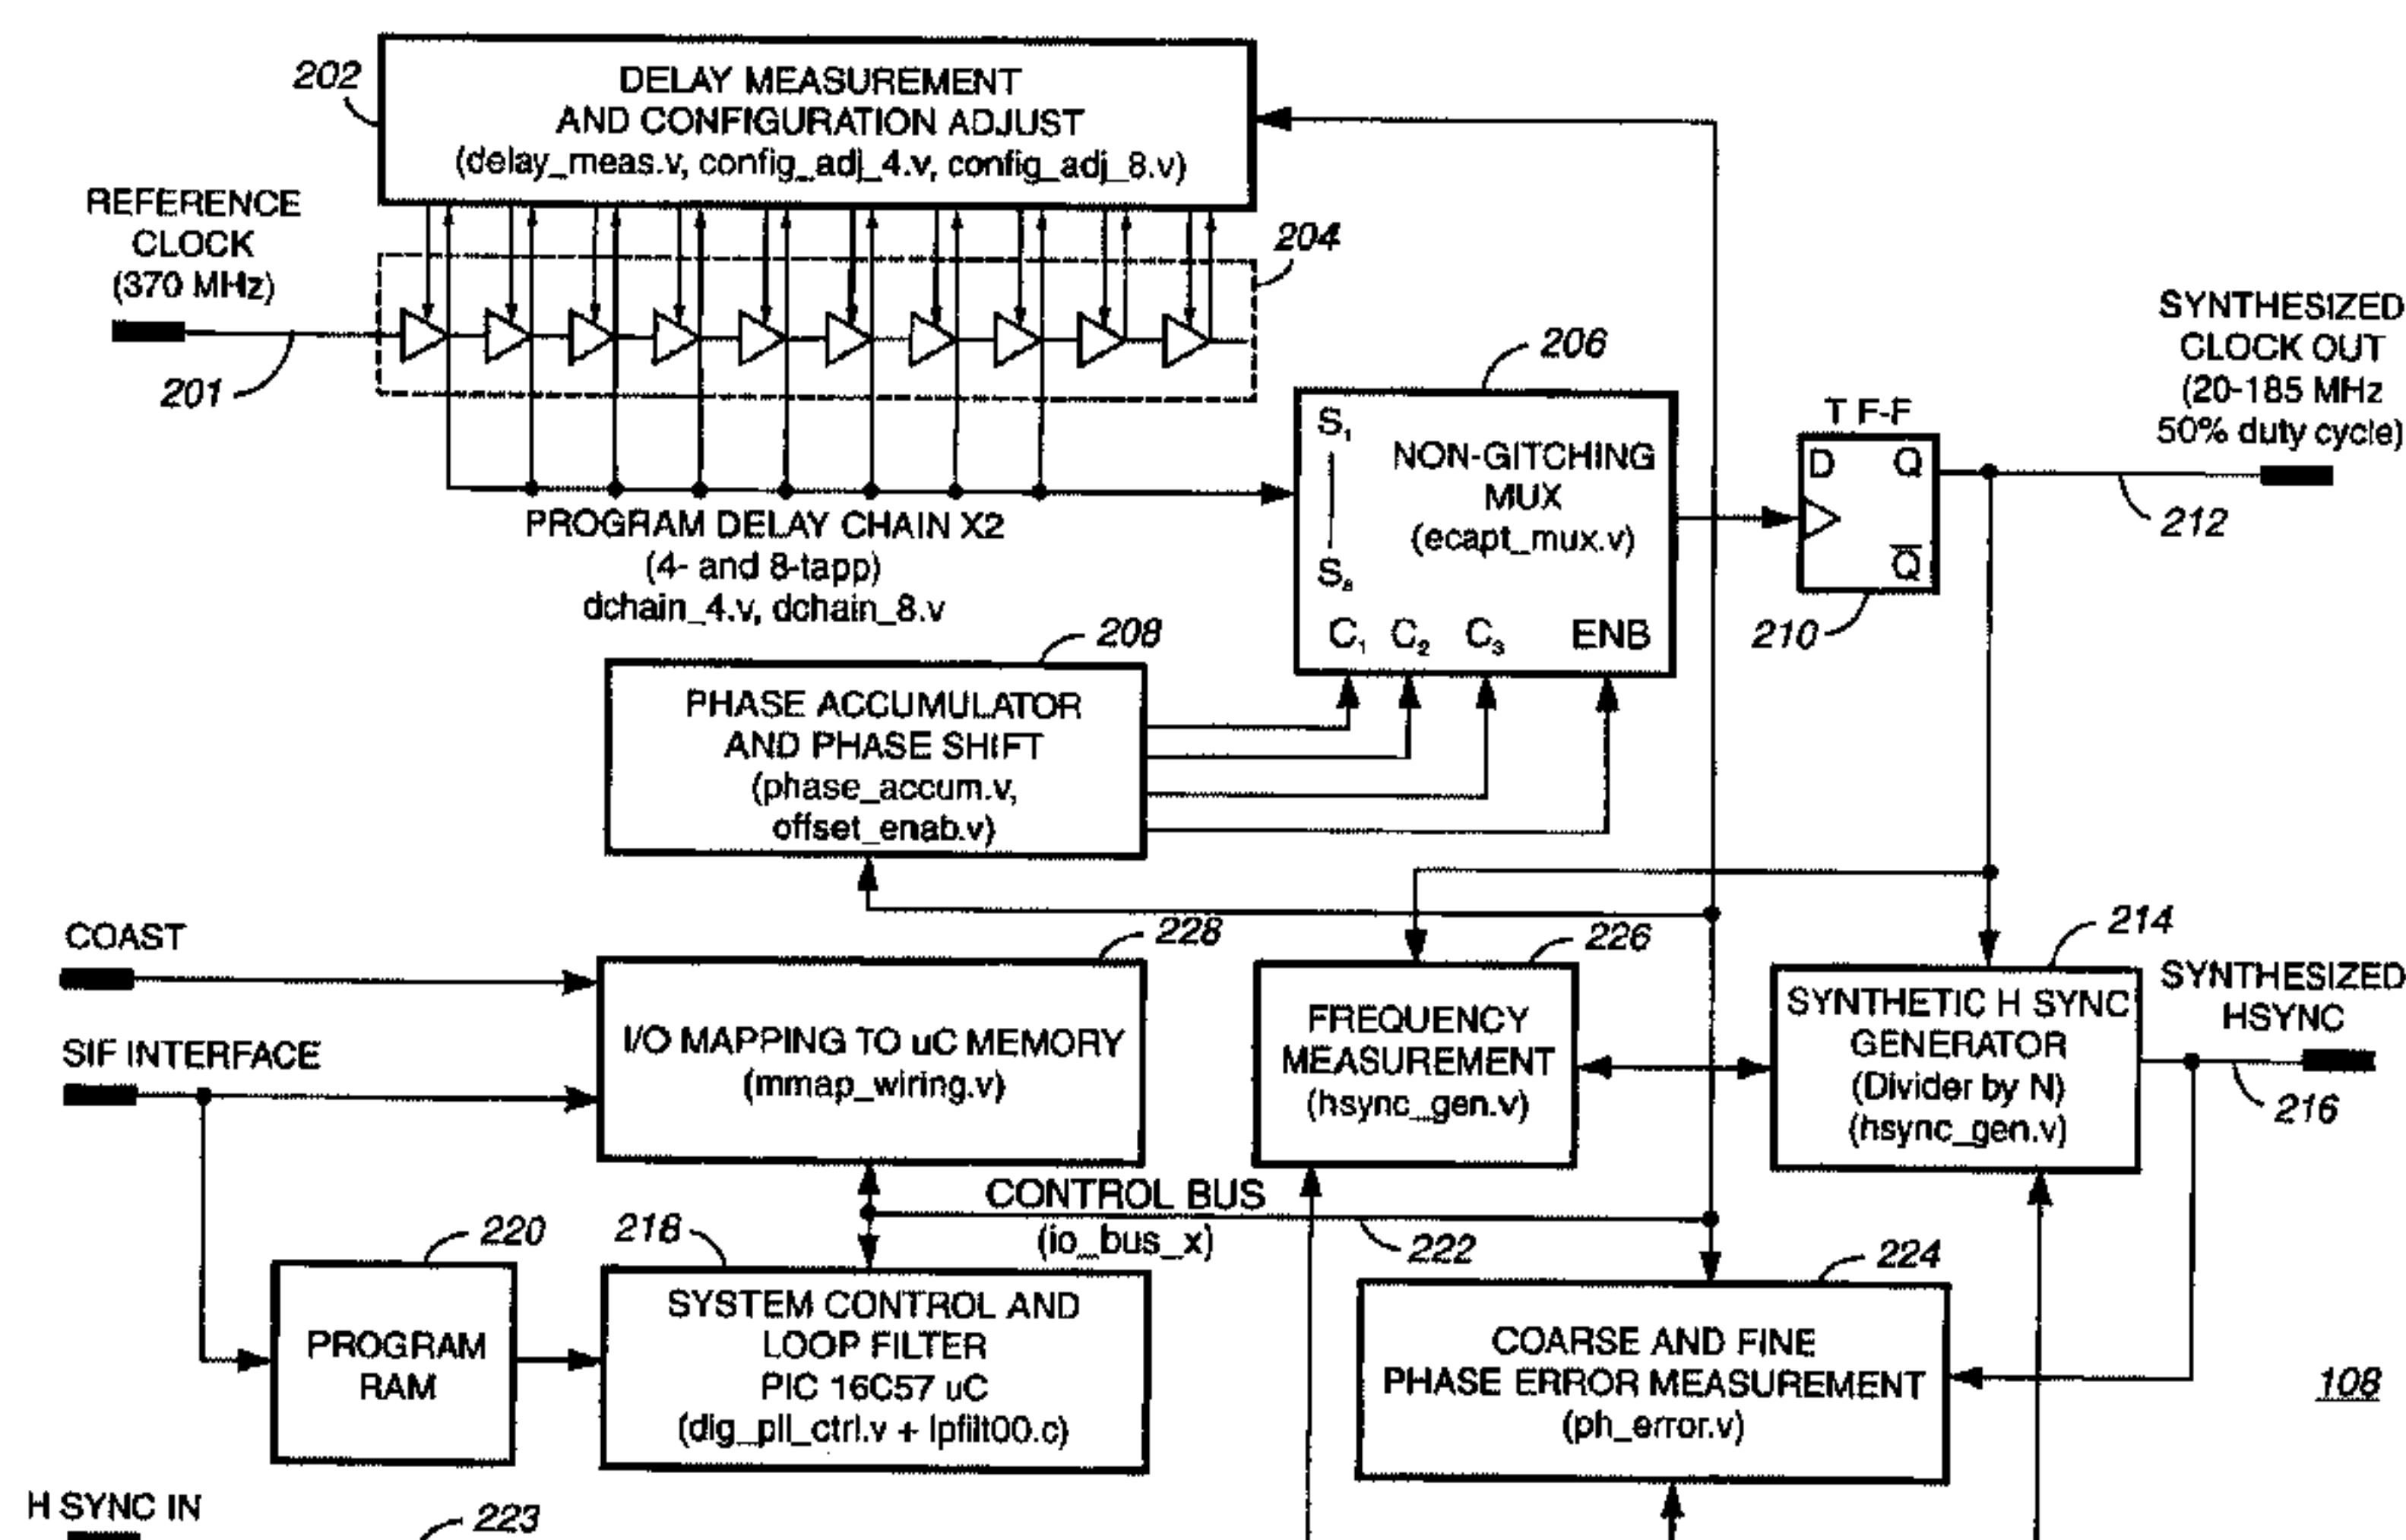 202
DELAY MEASUREMENT
AND CONFIGURATION ADJUST
(delay_meas.v, config_adj_4.v, config_adj_8.v)
REFERENCE
CLOCK
(370 MHz)
201
204
PROGRAM DELAY CHAIN X2
(4- and 8-tapp)
dchain_4.v, dchain_8.v
206
S₁
S₈
NON-GITCHING
MUX
(ecapt_mux.v)
C₁ C₂ C₃ ENB
T F-F
D Q
Q̅
210
SYNTHESIZED
CLOCK OUT
(20-185 MHz
50% duty cycle)
212
208
PHASE ACCUMULATOR
AND PHASE SHIFT
(phase_accum.v,
offset_enab.v)
COAST
SIF INTERFACE
228
I/O MAPPING TO uC MEMORY
(mmap_wiring.v)
226
FREQUENCY
MEASUREMENT
(hsync_gen.v)
214
SYNTHETIC H SYNC
GENERATOR
(Divider by N)
(hsync_gen.v)
SYNTHESIZED
HSYNC
216
CONTROL BUS
(io_bus_x)
222
220
PROGRAM
RAM
218
SYSTEM CONTROL AND
LOOP FILTER
PIC 16C57 uC
(dig_pll_ctrl.v + lpfilt00.c)
224
COARSE AND FINE
PHASE ERROR MEASUREMENT
(ph_error.v)
108
H SYNC IN
223